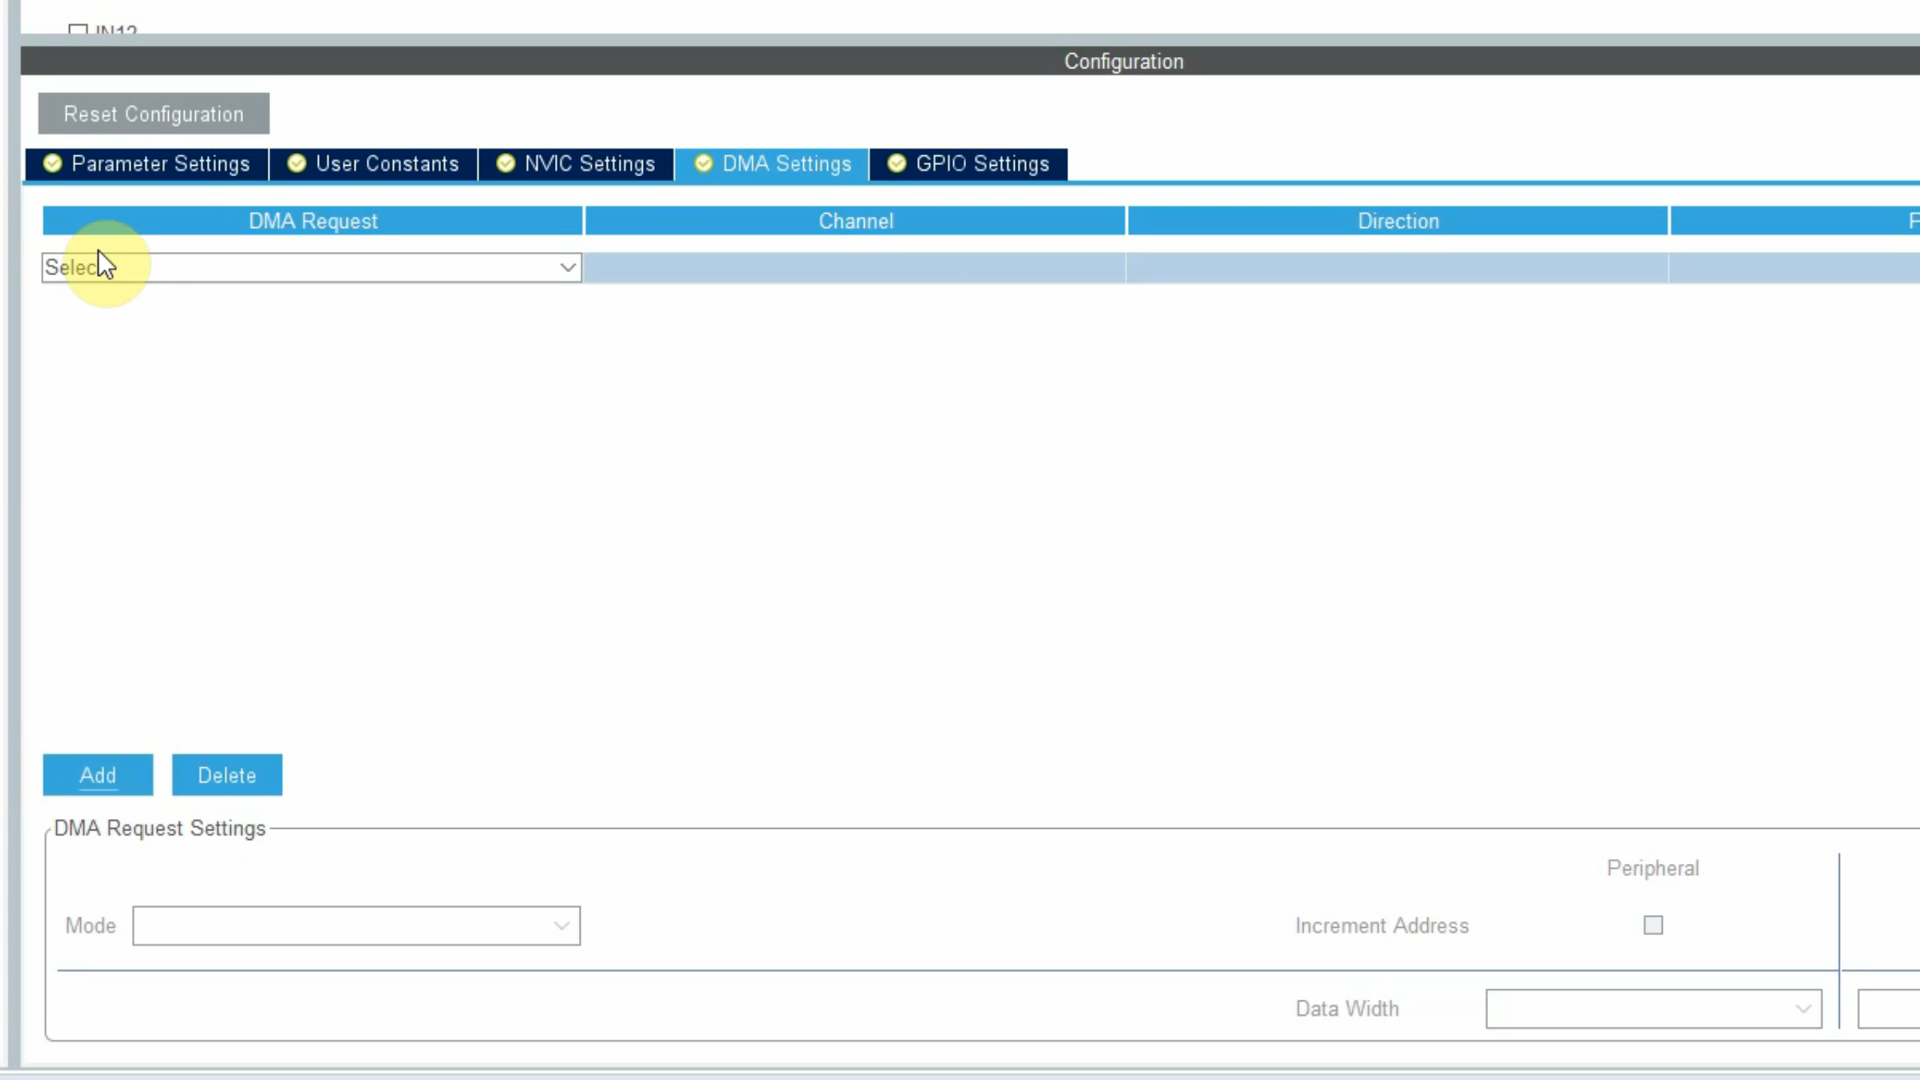 IN12
Configuration
Reset Configuration
Parameter Settings
User Constants
NVIC Settings
DMA Settings
GPIO Settings
DMA Request
Channel
Direction
Selec
Add
Delete
DMA Request Settings
Peripheral
Mode
Increment Address
Data Width